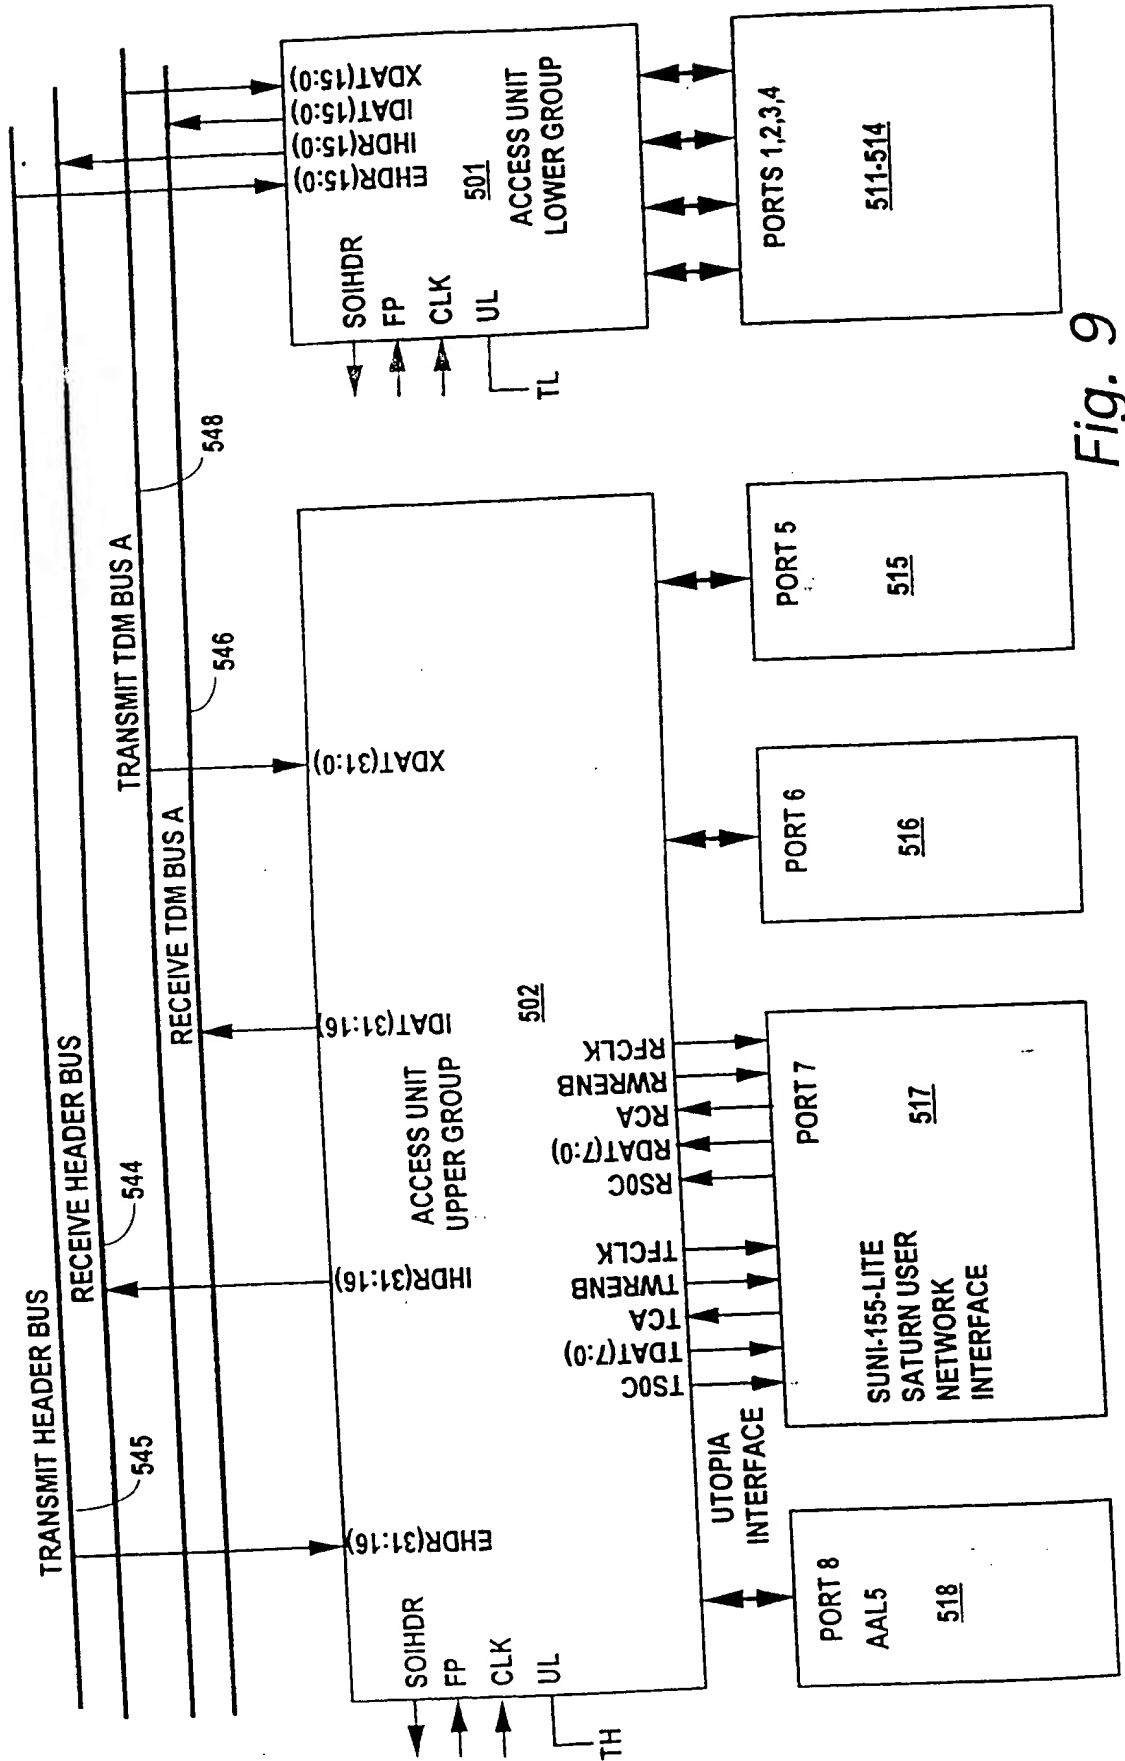 TRANSMIT HEADER BUS
545
RECEIVE HEADER BUS
544
TRANSMIT TDM BUS A
548
RECEIVE TDM BUS A
546
EHDR(31:16)
IHDR(31:16)
IDAT(31:16)
XDAT(31:0)
SOIHDR
FP
CLK
UL
TH
ACCESS UNIT
UPPER GROUP
502
EHDR(15:0)
IHDR(15:0)
IDAT(15:0)
XDAT(15:0)
SOIHDR
FP
CLK
UL
TL
501
ACCESS UNIT
LOWER GROUP
UTOPIA
INTERFACE
TSOC
TDAT(7:0)
TCA
TWRENB
TFCLK
RSOC
RDAT(7:0)
RCA
RWRENB
RFCLK
PORT 8
AAL5
518
PORT 7
517
SUNI-155-LITE
SATURN USER
NETWORK
INTERFACE
PORT 6
516
PORT 5
515
PORTS 1,2,3,4
511-514
Fig. 9